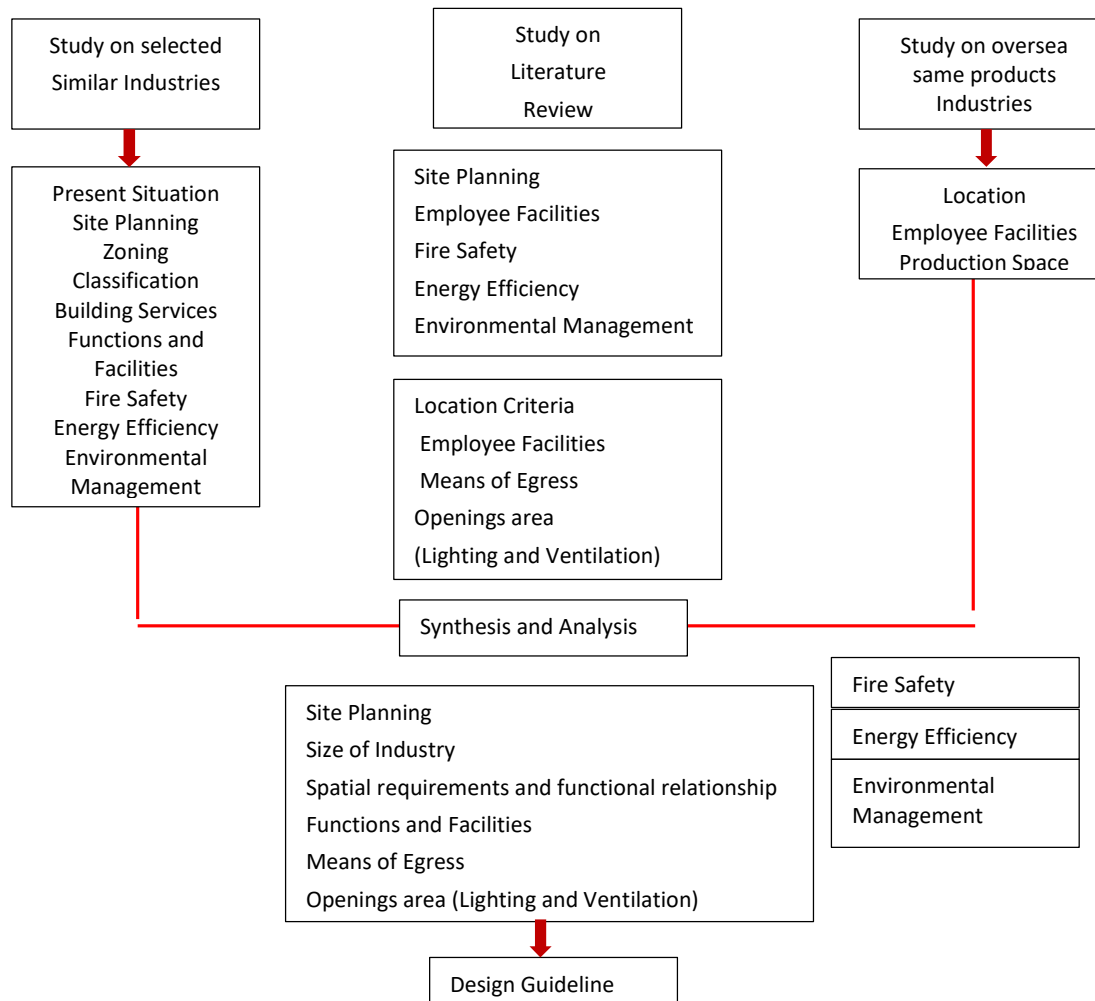 Study on selected
Similar Industries
Study on
Literature
Review
Study on oversea
same products
Industries
Present Situation
Site Planning
Zoning
Classification
Building Services
Functions and
Facilities
Fire Safety
Energy Efficiency
Environmental
Management
Site Planning
Employee Facilities
Fire Safety
Energy Efficiency
Environmental Management
Location
Employee Facilities
Production Space
Location Criteria
Employee Facilities
Means of Egress
Openings area
(Lighting and Ventilation)
Synthesis and Analysis
Site Planning
Size of Industry
Spatial requirements and functional relationship
Functions and Facilities
Means of Egress
Openings area (Lighting and Ventilation)
Fire Safety
Energy Efficiency
Environmental
Management
Design Guideline